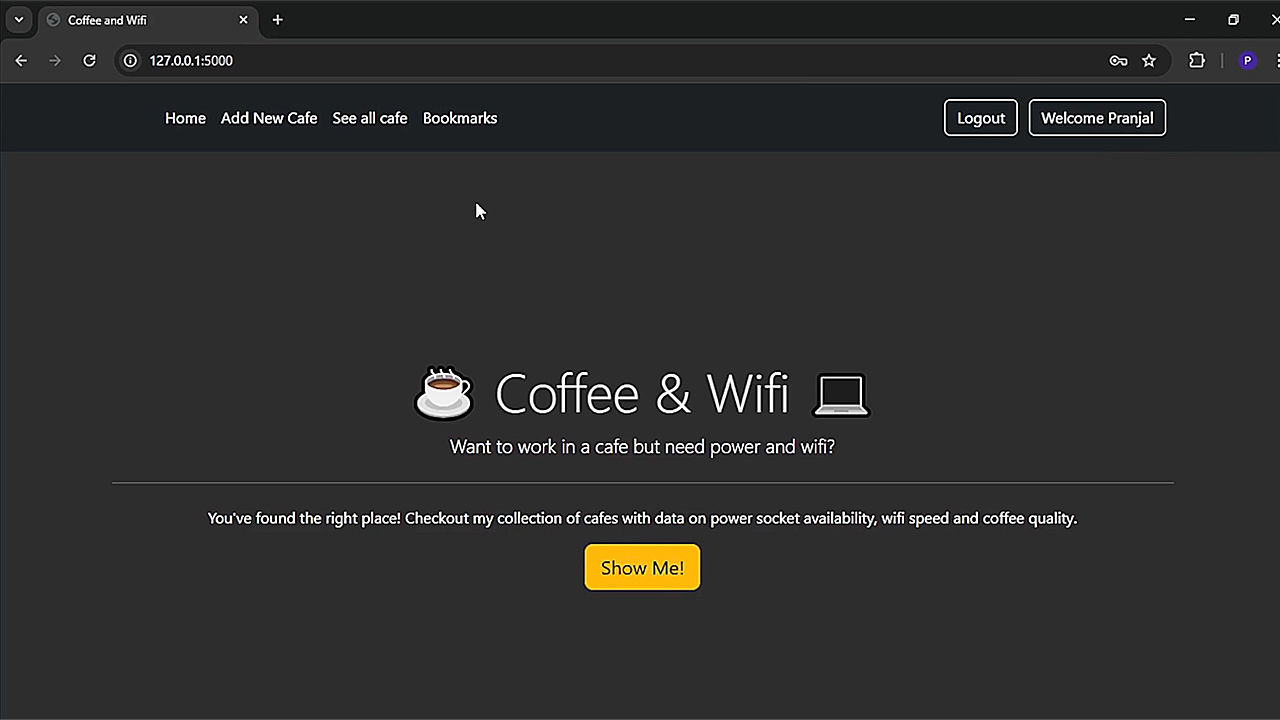 Coffee and Wifi
127.0.0.1:5000
P
Home Add New Cafe See all cafe Bookmarks Logout Welcome Pranjal
Coffee & Wifi
Want to work in a cafe but need power and wifi?
You've found the right place! Checkout my collection of cafes with data on power socket availability, wifi speed and coffee quality.
Show Me!